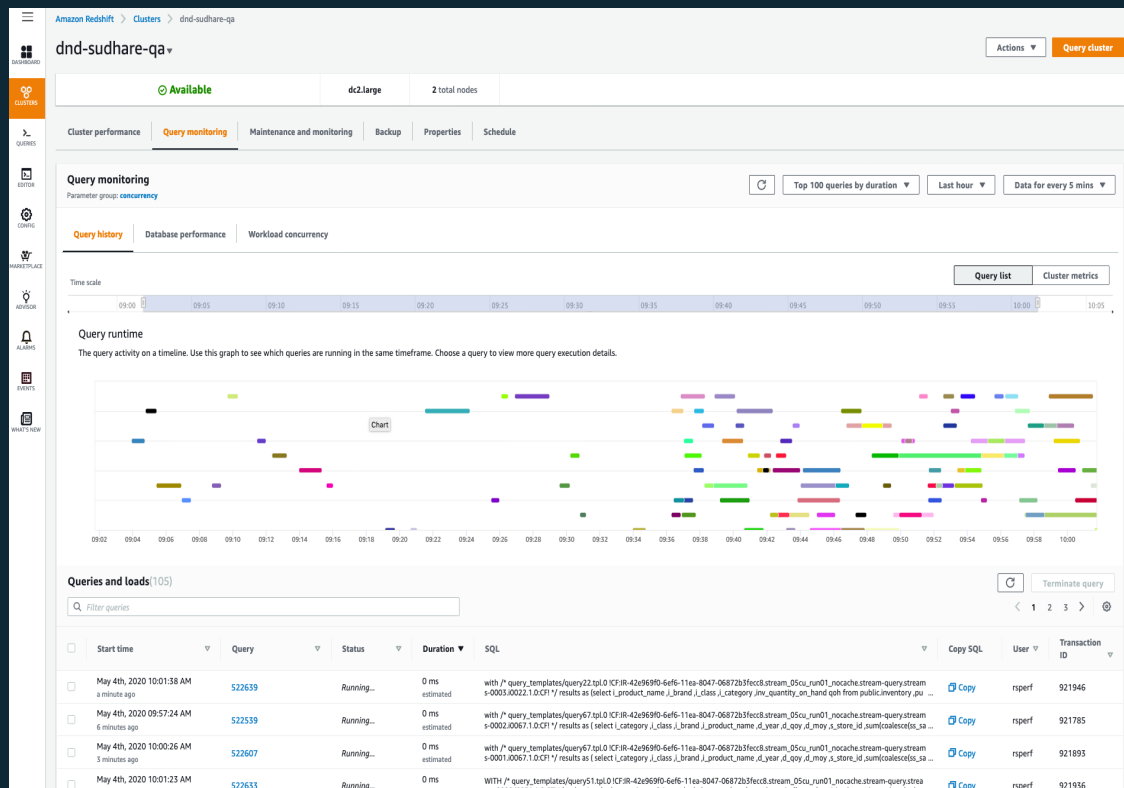 Amazon Redshift > Clusters > dnd-sudhare-qa
dnd-sudhare-qa
Actions
Query cluster
DASHBOARD
CLUSTERS
QUERIES
EDITOR
CONFIG
MARKETPLACE
ADVISOR
ALARMS
EVENTS
WHAT'S NEW
Available
dc2.large
2 total nodes
Cluster performance
Query monitoring
Maintenance and monitoring
Backup
Properties
Schedule
Query monitoring
Parameter group: concurrency
Top 100 queries by duration
Last hour
Data for every 5 mins
Query history
Database performance
Workload concurrency
Query list
Cluster metrics
Time scale
09:00 09:05 09:10 09:15 09:20 09:25 09:30 09:35 09:40 09:45 09:50 09:55 10:00 10:05
Query runtime
The query activity on a timeline. Use this graph to see which queries are running in the same timeframe. Choose a query to view more query execution details.
Chart
09:02 09:04 09:06 09:08 09:10 09:12 09:14 09:16 09:18 09:20 09:22 09:24 09:26 09:28 09:30 09:32 09:34 09:36 09:38 09:40 09:42 09:44 09:46 09:48 09:50 09:52 09:54 09:56 09:58 10:00
Queries and loads(105)
Terminate query
Filter queries
1 2 3
Start time
Query
Status
Duration
SQL
Copy SQL
User
Transaction
ID
May 4th, 2020 10:01:38 AM
a minute ago
522639
Running...
0 ms
estimated
with /* query_templates/query22.tpl.0 !CF:IR-42e969f0-6ef6-11ea-8047-06872b3fecc8.stream_05cu_run01_nocache.stream-query.stream
s-0003.i0022.1.0:CF! */ results as (select i_product_name ,i_brand ,i_class ,i_category ,inv_quantity_on_hand qoh from public.inventory ,pu ...
Copy
rsperf
921946
May 4th, 2020 09:57:24 AM
6 minutes ago
522539
Running...
0 ms
estimated
with /* query_templates/query67.tpl.0 !CF:IR-42e969f0-6ef6-11ea-8047-06872b3fecc8.stream_05cu_run01_nocache.stream-query.stream
s-0002.i0067.1.0:CF! */ results as ( select i_category ,i_class ,i_brand ,i_product_name ,d_year ,d_qoy ,d_moy ,s_store_id ,sum(coalesce(ss_sa ...
Copy
rsperf
921785
May 4th, 2020 10:00:26 AM
3 minutes ago
522607
Running...
0 ms
estimated
with /* query_templates/query67.tpl.0 !CF:IR-42e969f0-6ef6-11ea-8047-06872b3fecc8.stream_05cu_run01_nocache.stream-query.stream
s-0001.i0067.1.0:CF! */ results as ( select i_category ,i_class ,i_brand ,i_product_name ,d_year ,d_qoy ,d_moy ,s_store_id ,sum(coalesce(ss_sa ...
Copy
rsperf
921893
May 4th, 2020 10:01:23 AM
522633
Running...
0 ms
WITH /* query_templates/query51.tpl.0 !CF:IR-42e969f0-6ef6-11ea-8047-06872b3fecc8.stream_05cu_run01_nocache.stream-query.strea
Copy
rsperf
921936